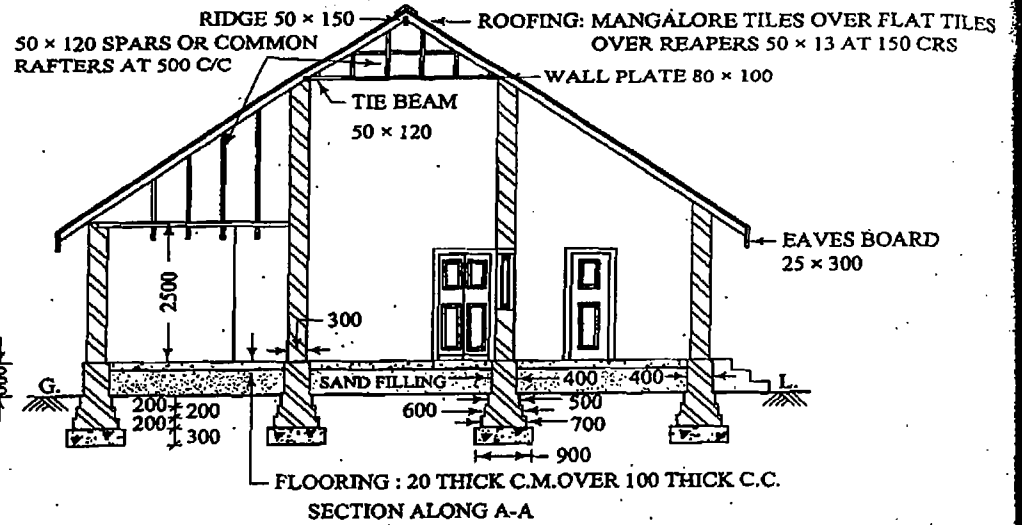 RIDGE 50 × 150
ROOFING: MANGALORE TILES OVER FLAT TILES
OVER REAPERS 50 × 13 AT 150 CRS
50 × 120 SPARS OR COMMON
RAFTERS AT 500 C/C
WALL PLATE 80 × 100
TIE BEAM
50 × 120
EAVES BOARD
25 × 300
2500
300
G.
SAND FILLING
400
400
L.
200
200
600
500
200
700
300
900
FLOORING : 20 THICK C.M.OVER 100 THICK C.C.
SECTION ALONG A-A